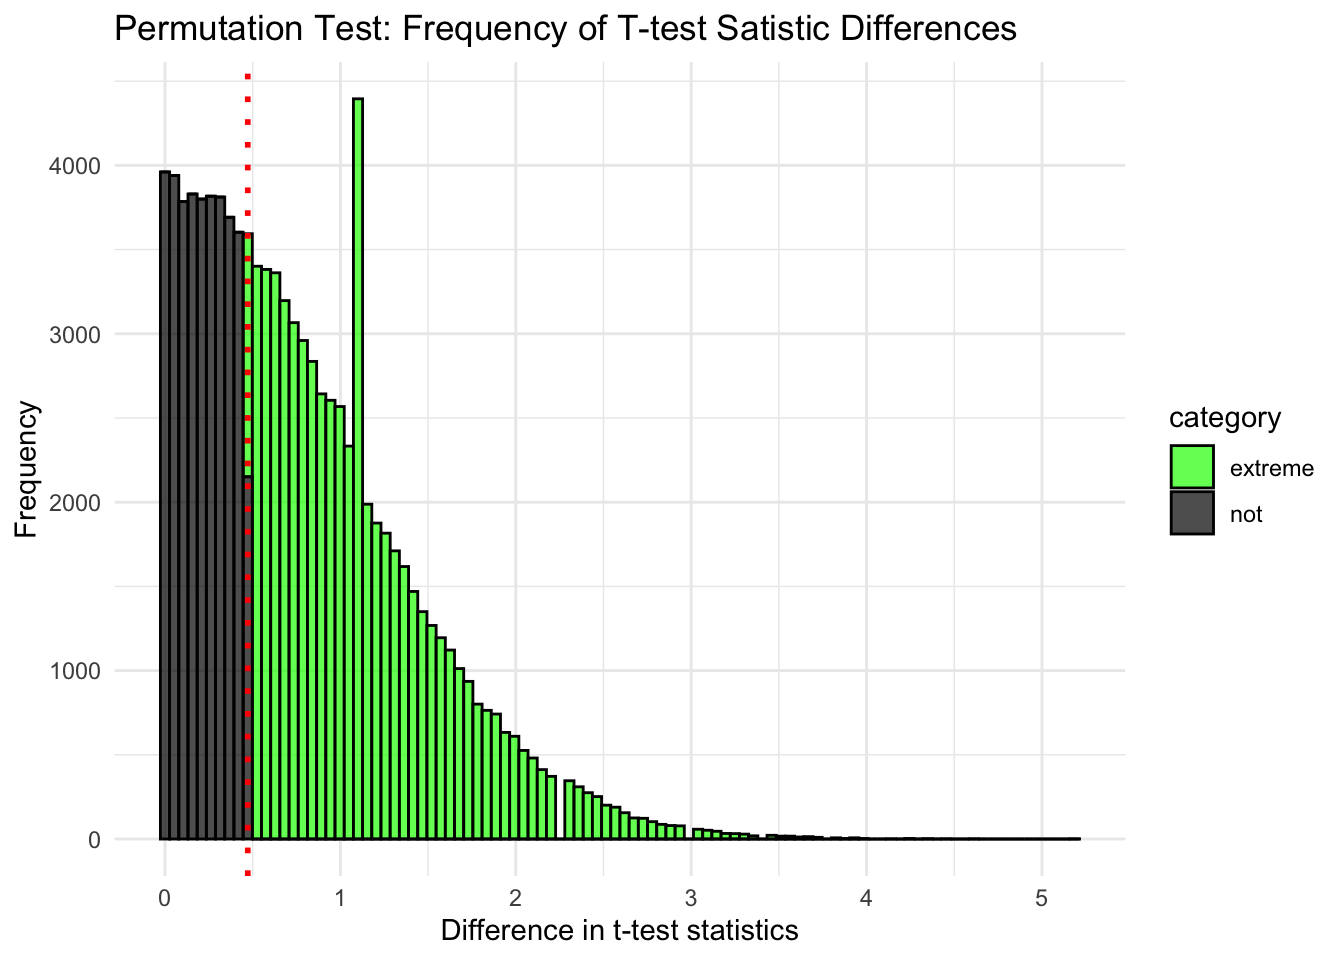 Permutation Test: Frequency of T-test Satistic Differences
4000
3000
2000
1000
0
Frequency
0 1 2 3 4 5
Difference in t-test statistics
category
extreme
not